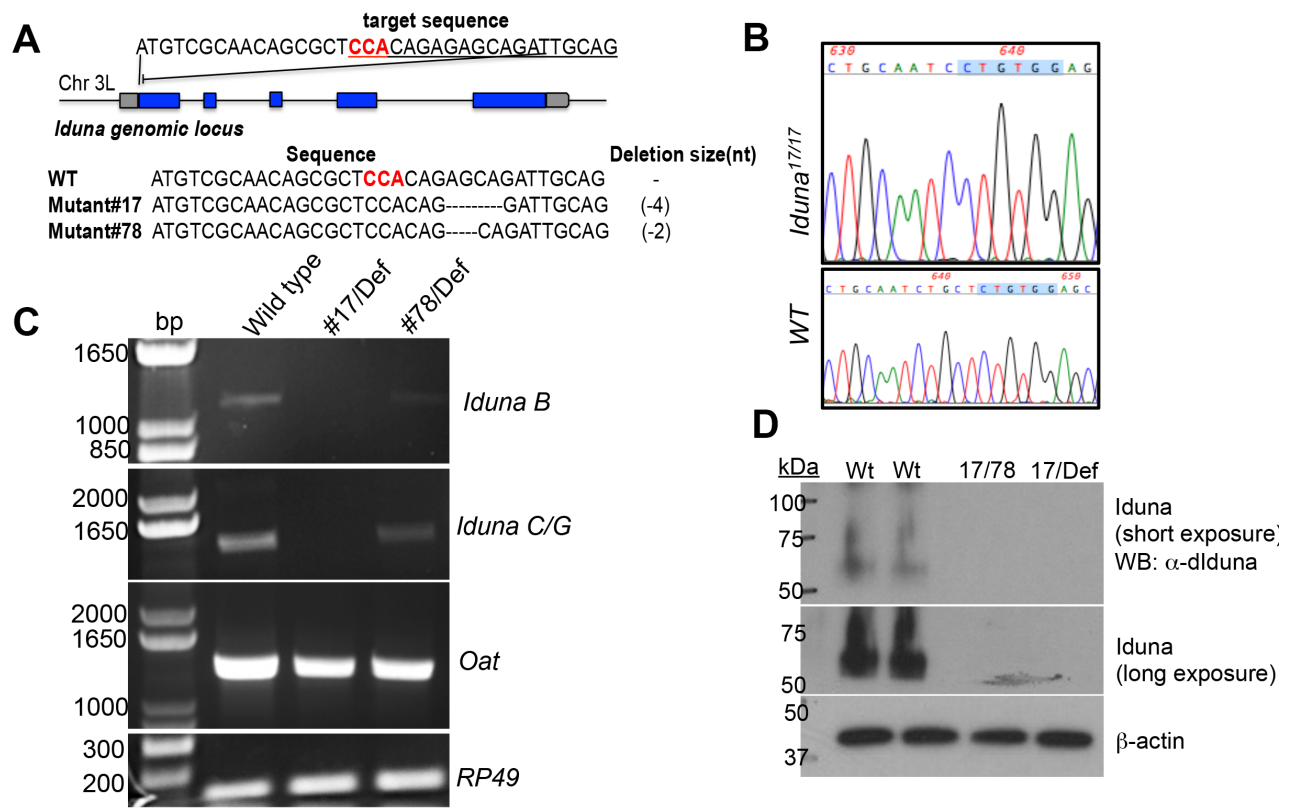 A
target sequence
ATGTCGCAACAGCGCTCCACAGAGAGCAGATTGCAG
Chr 3L
Iduna genomic locus
Sequence Deletion size(nt)
WT ATGTCGCAACAGCGCTCCACAGAGCAGATTGCAG -
Mutant#17 ATGTCGCAACAGCGCTCCACAG---------GATTGCAG (-4)
Mutant#78 ATGTCGCAACAGCGCTCCACAG-----CAGATTGCAG (-2)
B
630 640
C T G C A A T C C T G T G G A G
Iduna17/17
640 650
C T G C A A T C T G C T C T G T G G A G C
WT
C
bp Wild type #17/Def #78/Def
1650
1000
850
Iduna B
2000
1650
Iduna C/G
2000
1650
1000
Oat
300
200
RP49
D
kDa Wt Wt 17/78 17/Def
100
75
50
Iduna
(short exposure)
WB: α-dIduna
75
50
Iduna
(long exposure)
50
37
β-actin